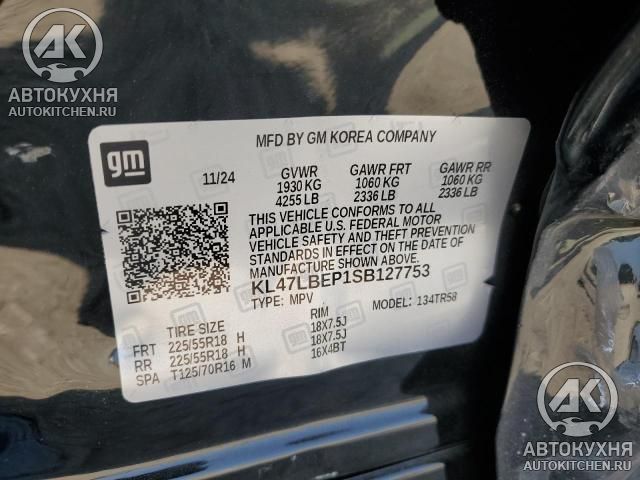 AK
АВТОКУХНЯ
AUTOKITCHEN.RU
MFD BY GM KOREA COMPANY
gm
11/24 GVWR GAWR FRT GAWR RR
1930 KG 1060 KG 1060 KG
4255 LB 2336 LB 2336 LB
THIS VEHICLE CONFORMS TO ALL
APPLICABLE U.S. FEDERAL MOTOR
VEHICLE SAFETY AND THEFT PREVENTION
STANDARDS IN EFFECT ON THE DATE OF
MANUFACTURE SHOWN ABOVE.
KL47LBEP1SB127753
TYPE: MPV MODEL: 134TR58
TIRE SIZE RIM
FRT 225/55R18 H 18X7.5J
RR 225/55R18 H 18X7.5J
SPA T125/70R16 M 16X4BT
AK
АВТОКУХНЯ
AUTOKITCHEN.RU